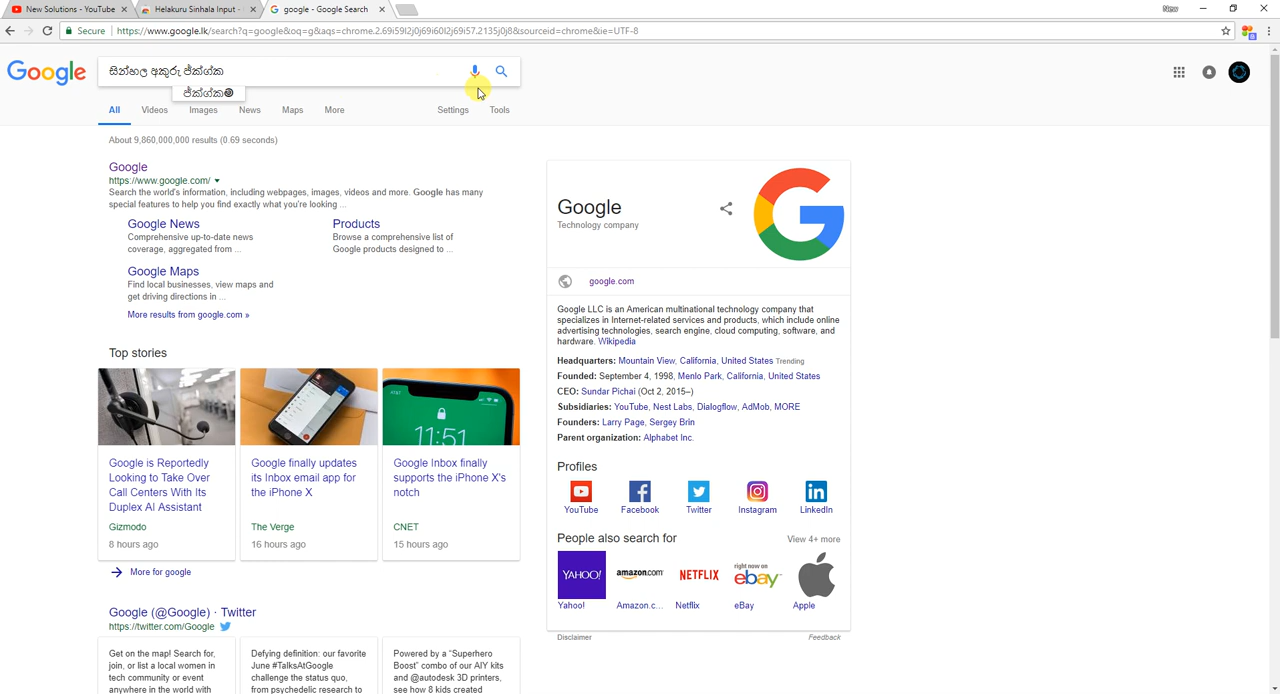 New Solutions - YouTube
Helakuru Sinhala Input -
google - Google Search
New
Secure
https://www.google.lk/search?q=google&oq=g&aqs=chrome.2.69i59l2j0j69i60l2j69i57.2135j0j8&sourceid=chrome&ie=UTF-8
Google
සින්හල අකුරු ජ්ක්ග්ක
ජ්ක්ග්කම
All
Videos
Images
News
Maps
More
Settings
Tools
About 9,860,000,000 results (0.69 seconds)
Google
https://www.google.com/
Search the world's information, including webpages, images, videos and more. Google has many
special features to help you find exactly what you're looking ...
Google News
Comprehensive up-to-date news
coverage, aggregated from ...
Products
Browse a comprehensive list of
Google products designed to ...
Google Maps
Find local businesses, view maps and
get driving directions in ...
More results from google.com »
Top stories
Google is Reportedly
Looking to Take Over
Call Centers With Its
Duplex AI Assistant
Gizmodo
8 hours ago
Google finally updates
its Inbox email app for
the iPhone X
The Verge
16 hours ago
11:51
Google Inbox finally
supports the iPhone X's
notch
CNET
15 hours ago
More for google
Google (@Google) · Twitter
https://twitter.com/Google
Get on the map! Search for,
join, or list a local women in
tech community or event
anywhere in the world with
Defying definition: our favorite
June #TalksAtGoogle
challenge the status quo,
from psychedelic research to
Powered by a “Superhero
Boost” combo of our AIY kits
and @adotexe 3D printers,
see how 8 kids created
Google
Technology company
google.com
Google LLC is an American multinational technology company that
specializes in Internet-related services and products, which include online
advertising technologies, search engine, cloud computing, software, and
hardware. Wikipedia
Headquarters: Mountain View, California, United States Trending
Founded: September 4, 1998, Menlo Park, California, United States
CEO: Sundar Pichai (Oct 2, 2015–)
Subsidiaries: YouTube, Nest Labs, Dialogflow, AdMob, MORE
Founders: Larry Page, Sergey Brin
Parent organization: Alphabet Inc.
Profiles
YouTube
Facebook
Twitter
Instagram
LinkedIn
People also search for
View 4+ more
YAHOO!
amazon.com
NETFLIX
right now on
ebay
Yahoo!
Amazon.c...
Netflix
eBay
Apple
Disclaimer
Feedback